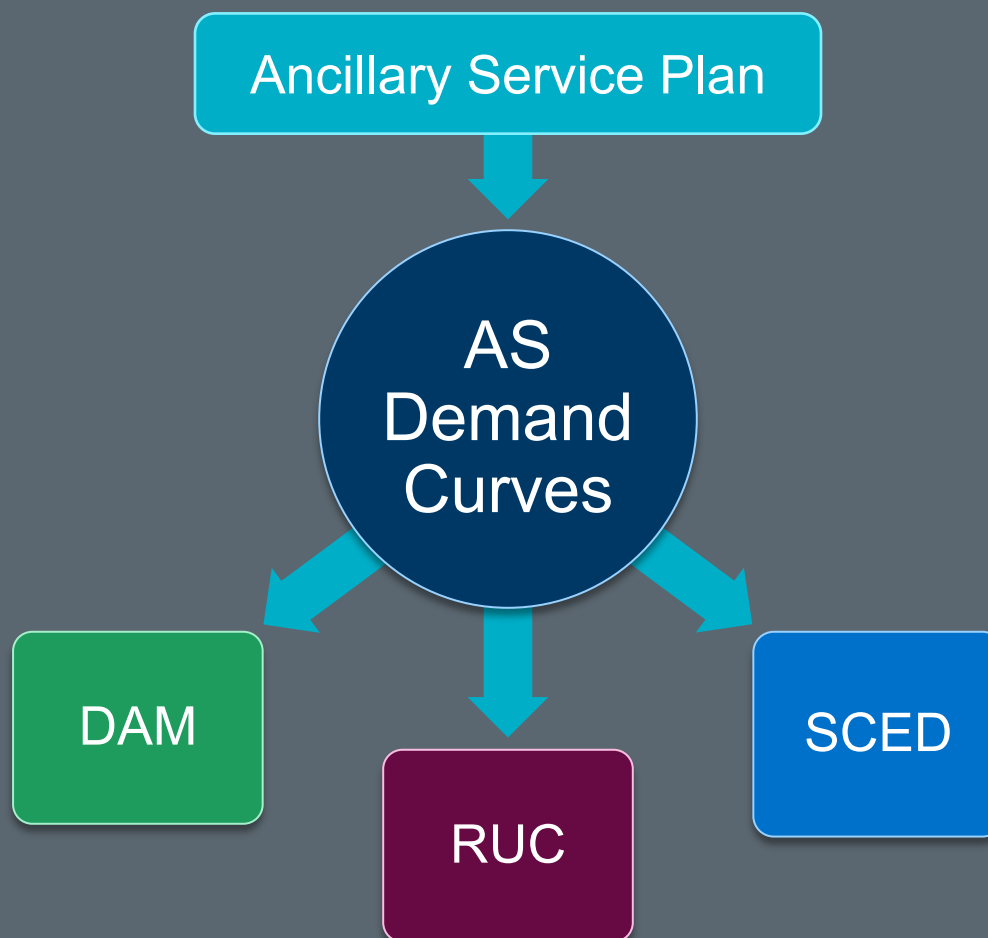 Ancillary Service Plan
AS
Demand
Curves
DAM
RUC
SCED